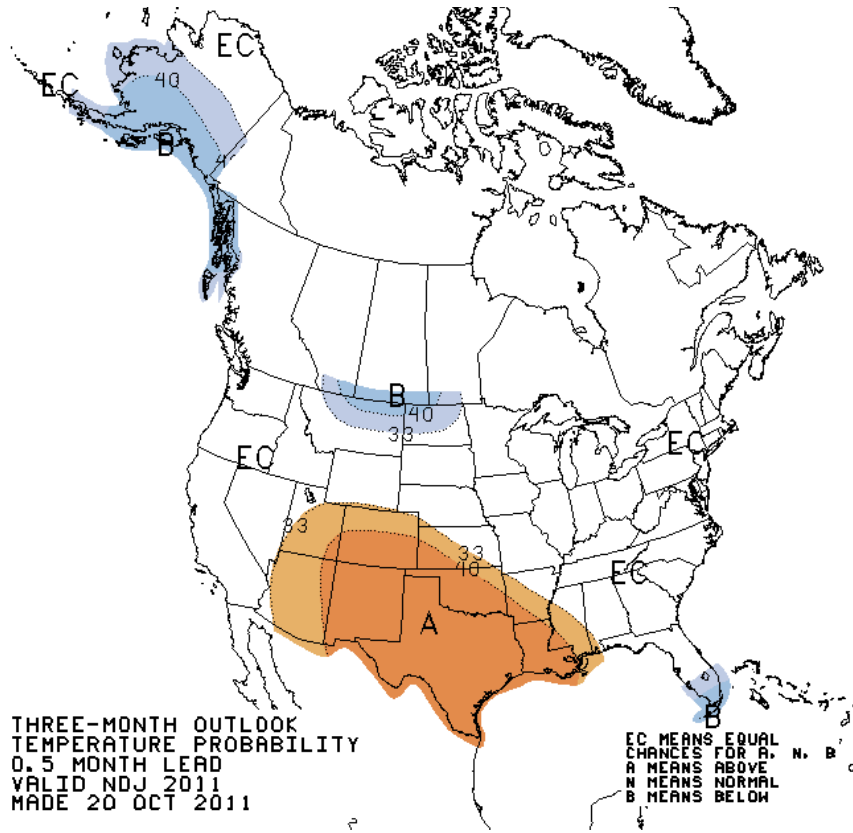 EC
EC
40
B
4
B
40
33
EC
EC
33
33
40
EC
A
B
THREE-MONTH OUTLOOK
TEMPERATURE PROBABILITY
0.5 MONTH LEAD
VALID NDJ 2011
MADE 20 OCT 2011
EC MEANS EQUAL
CHANCES FOR A, N, B
A MEANS ABOVE
N MEANS NORMAL
B MEANS BELOW